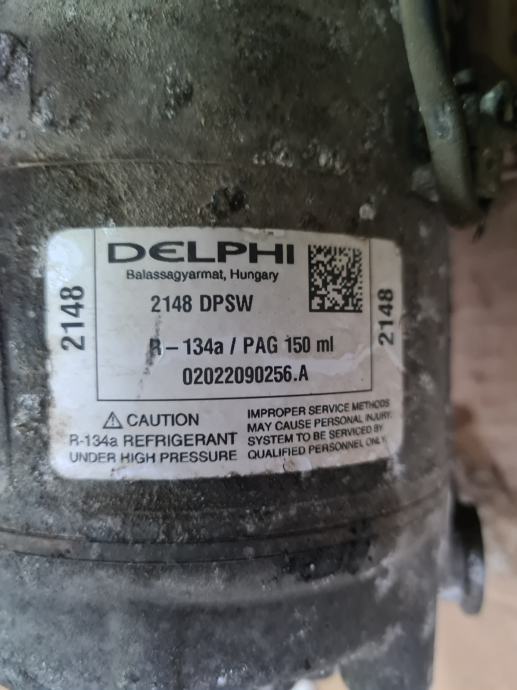 DELPHI
Balassagyarmat, Hungary
2148 DPSW
R-134a / PAG 150 ml
02022090256.A
2148
2148
⚠ CAUTION
R-134a REFRIGERANT
UNDER HIGH PRESSURE
IMPROPER SERVICE METHODS
MAY CAUSE PERSONAL INJURY.
SYSTEM TO BE SERVICED BY
QUALIFIED PERSONNEL ONLY.